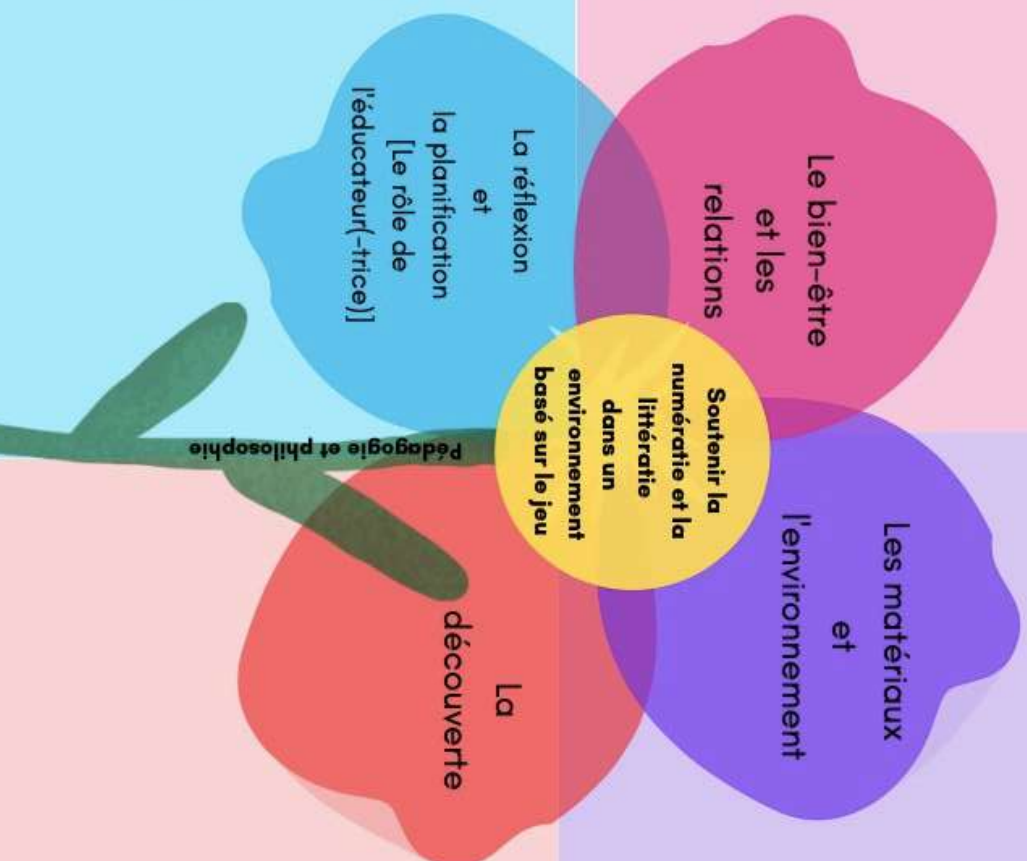 Le bien-être
et les
relations
Les matériaux
et
l'environnement
Soutenir la
numératie et la
littératie
dans un
environnement
basé sur le jeu
La réflexion
et
la planification
[Le rôle de
l'éducateur(-trice)]
La
découverte
Pédagogie et philosophie